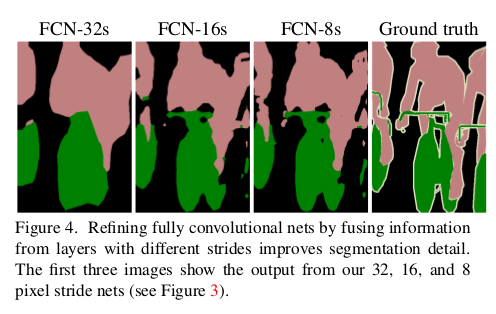 FCN-32s FCN-16s FCN-8s Ground truth
Figure 4. Refining fully convolutional nets by fusing information
from layers with different strides improves segmentation detail.
The first three images show the output from our 32, 16, and 8
pixel stride nets (see Figure 3).